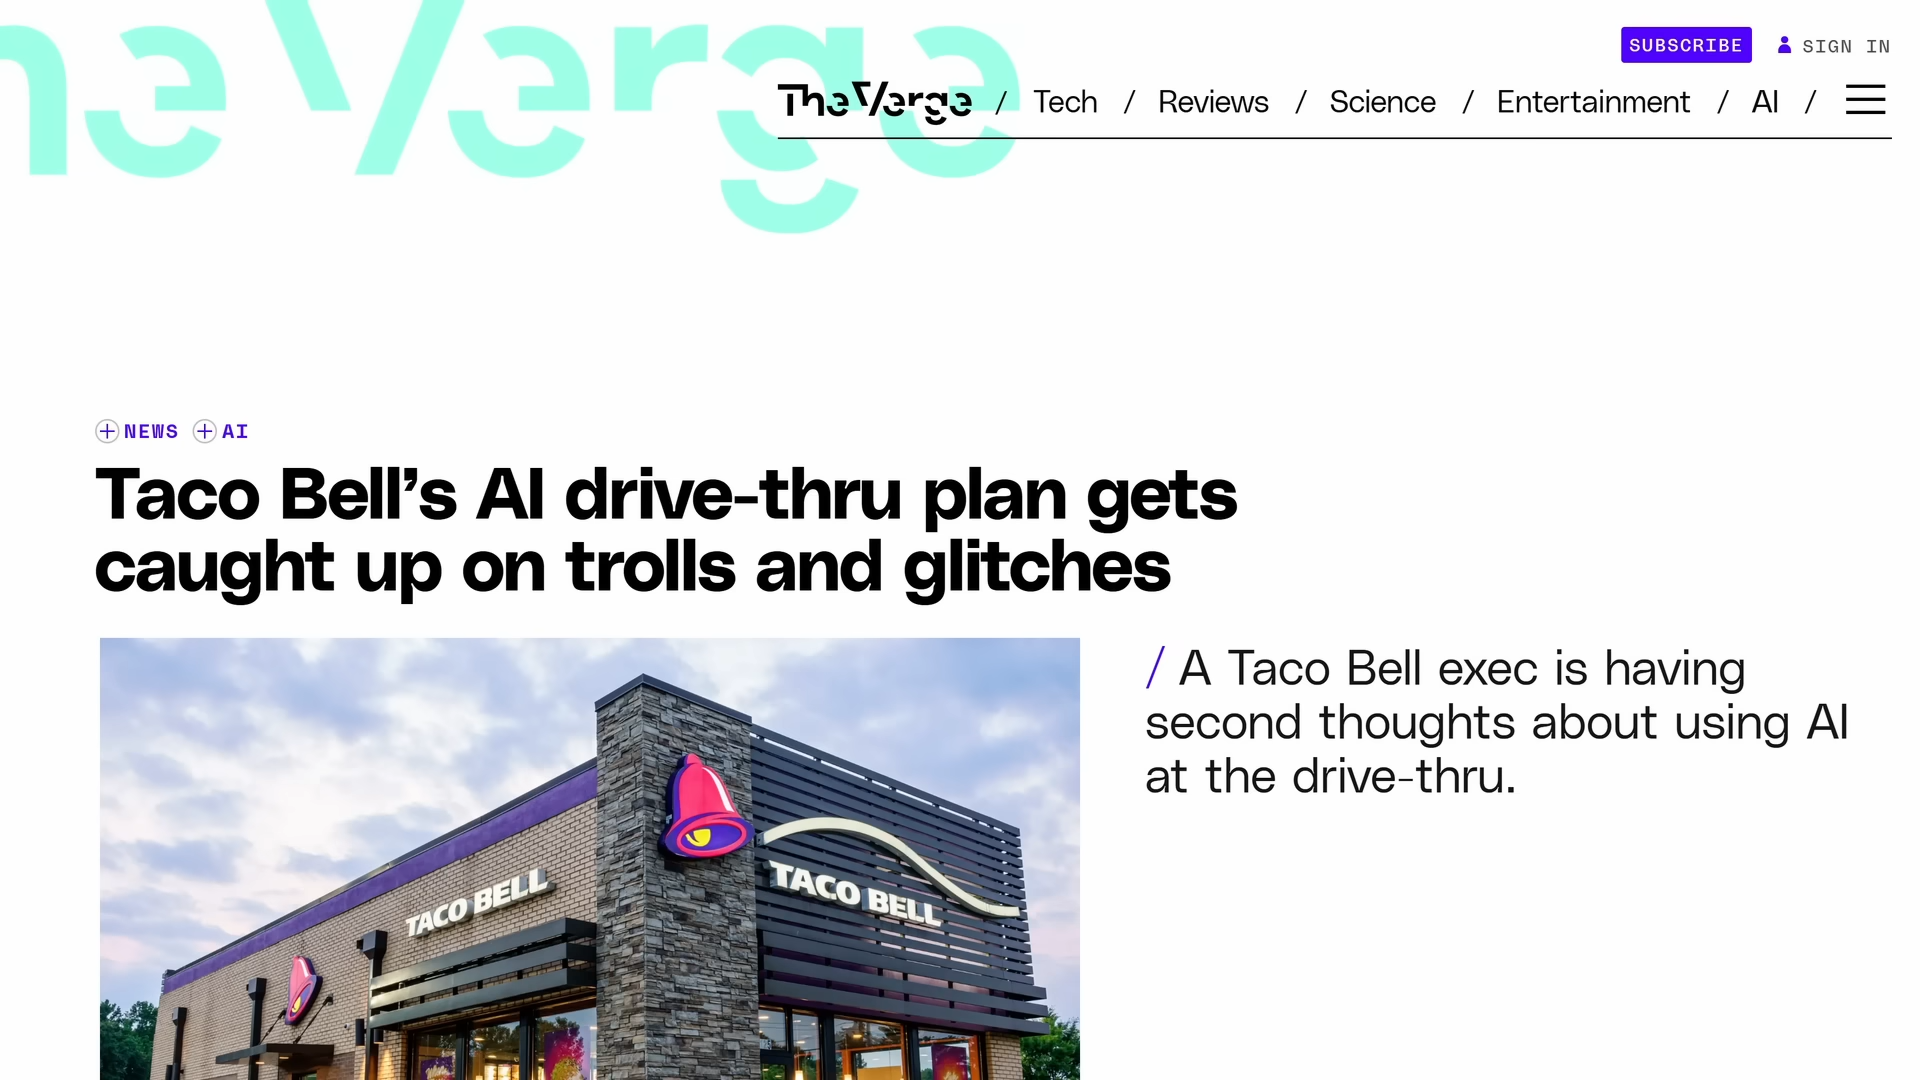 he Verge
SUBSCRIBE SIGN IN
The Verge / Tech / Reviews / Science / Entertainment / AI /
NEWS AI
Taco Bell’s AI drive-thru plan gets
caught up on trolls and glitches
/ A Taco Bell exec is having
second thoughts about using AI
at the drive-thru.
TACO BELL
TACO BELL